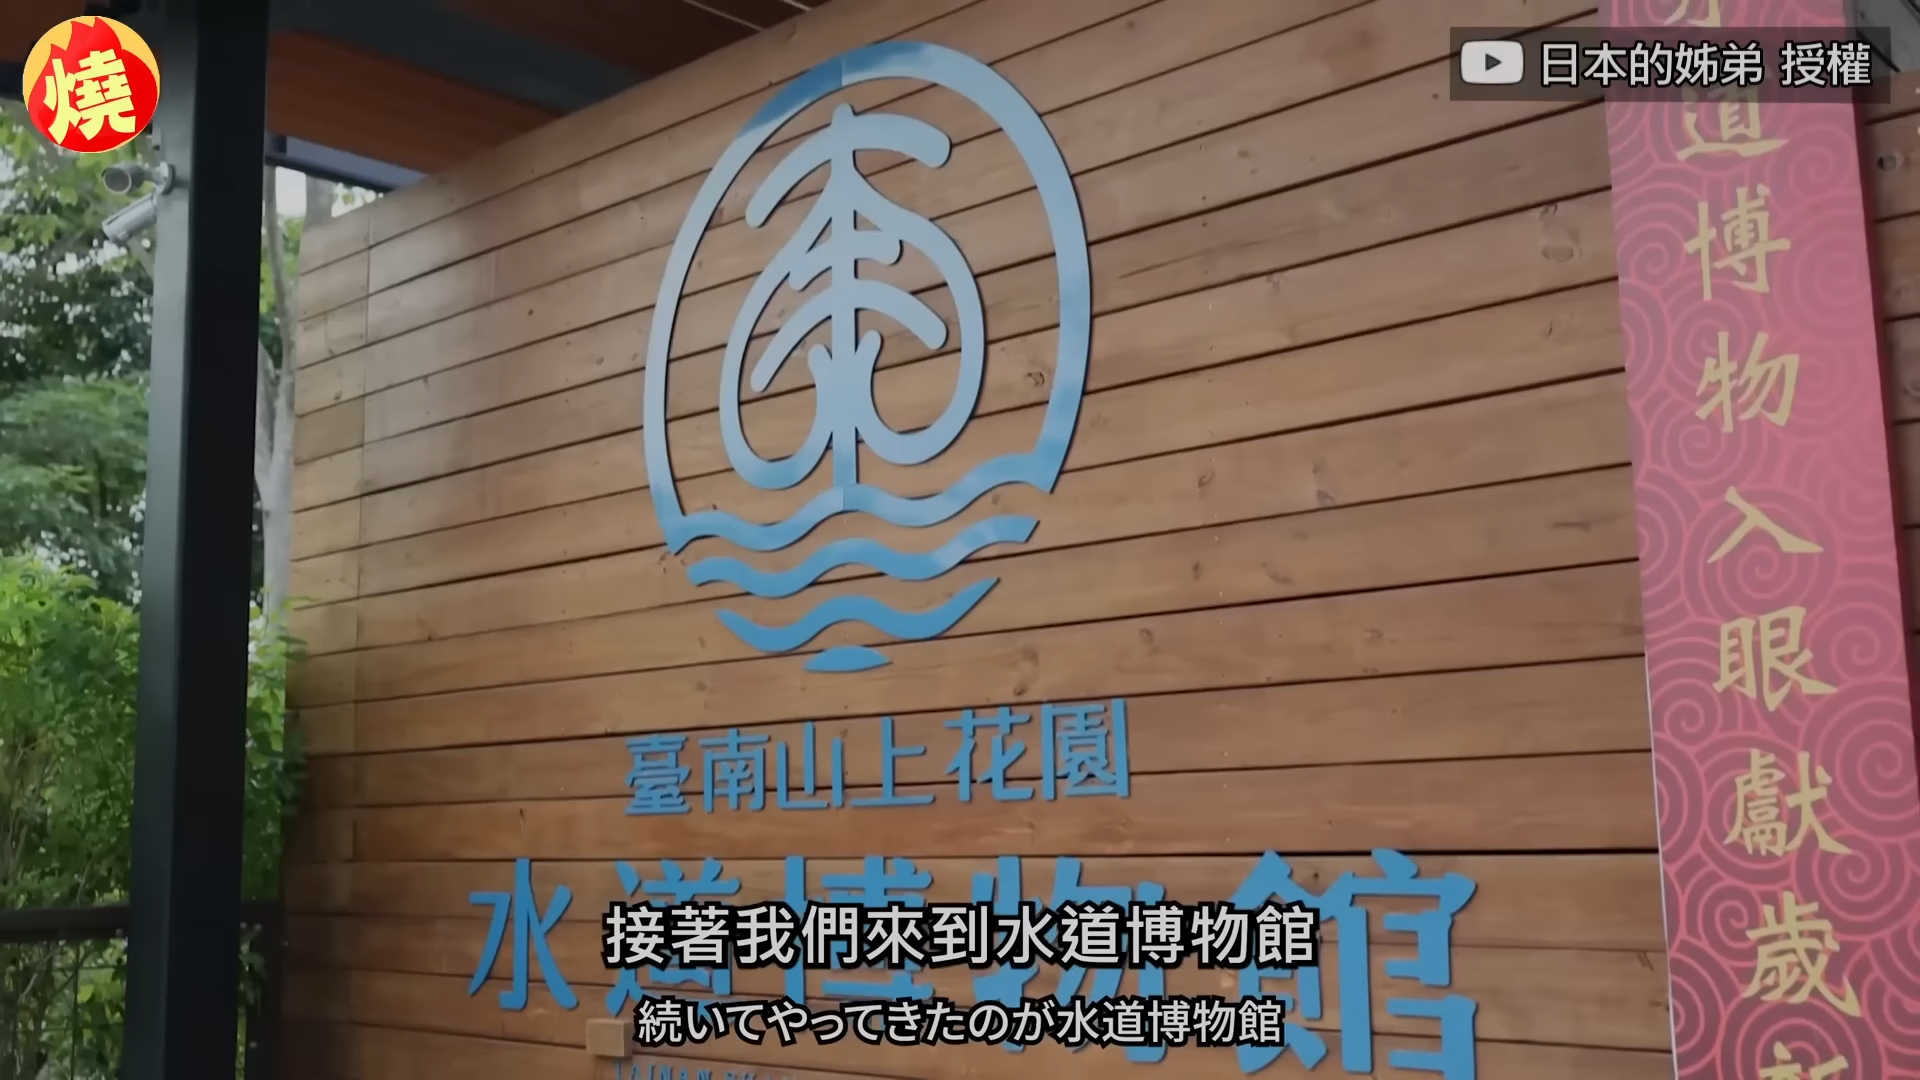 燒
日本的姊弟 授權
道博物入眼獻歲
臺南山上花園
水道博物館
接著我們來到水道博物館
続いてやってきたのが水道博物館